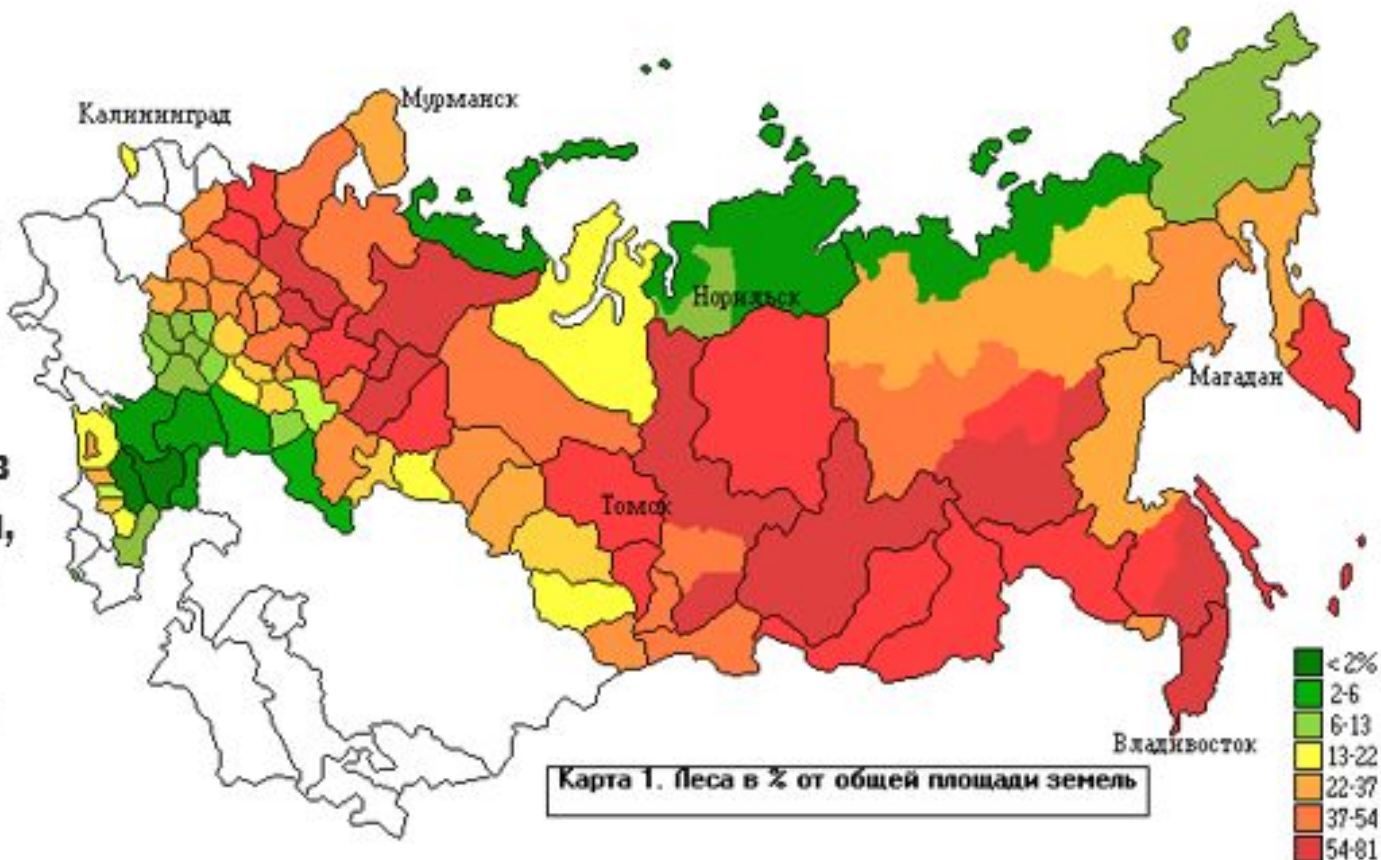 Калининград
Мурманск
Норильск
Магадан
в
Томск
,
Владивосток
Карта 1. Леса в % от общей площади земель
<2%
2-6
6-13
13-22
22-37
37-54
54-81